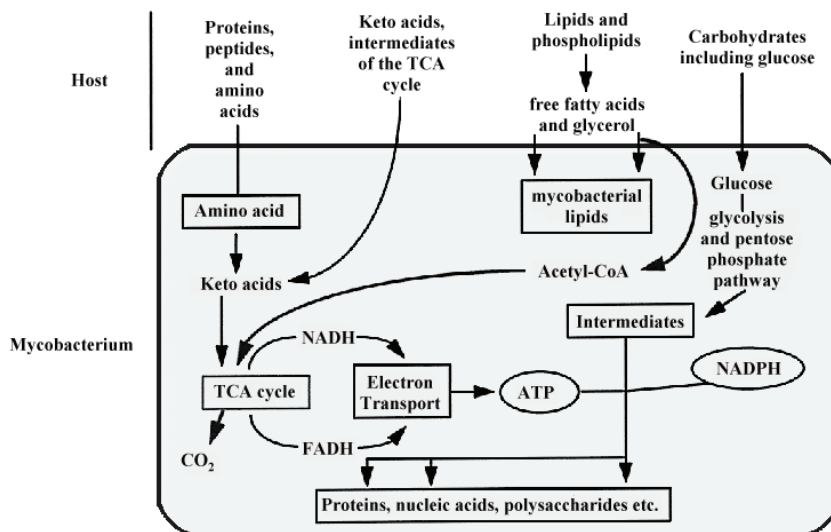 Host
Proteins,
peptides,
and
amino
acids
Keto acids,
intermediates
of the TCA
cycle
Lipids and
phospholipids
free fatty acids
and glycerol
Carbohydrates
including glucose
Mycobacterium
Amino acid
Keto acids
mycobacterial
lipids
Acetyl-CoA
Glucose
glycolysis
and pentose
phosphate
pathway
Intermediates
NADH
TCA cycle
Electron
Transport
ATP
NADPH
FADH
CO₂
Proteins, nucleic acids, polysaccharides etc.